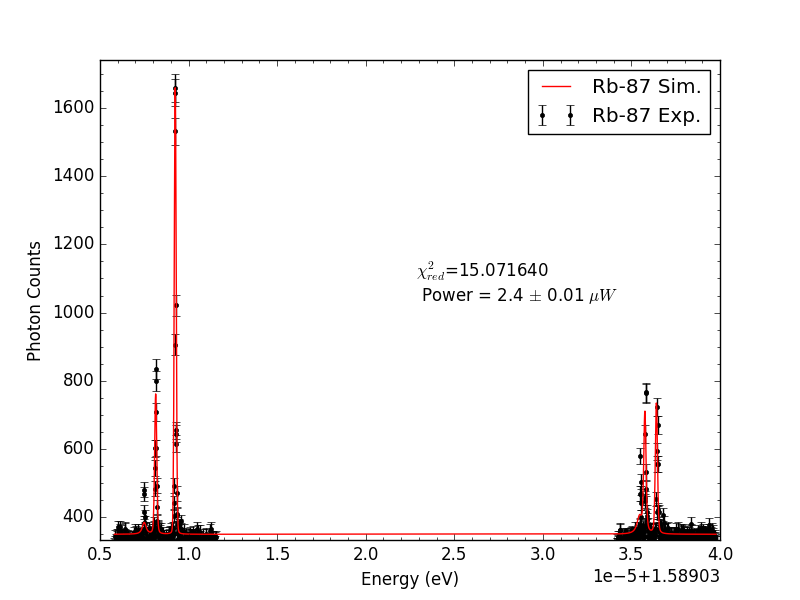 1600
1400
1200
1000
800
600
400
Photon Counts
Rb-87 Sim.
Rb-87 Exp.
χ²red=15.071640
Power = 2.4 ± 0.01 μW
0.5 1.0 1.5 2.0 2.5 3.0 3.5 4.0
1e−5+1.58903
Energy (eV)